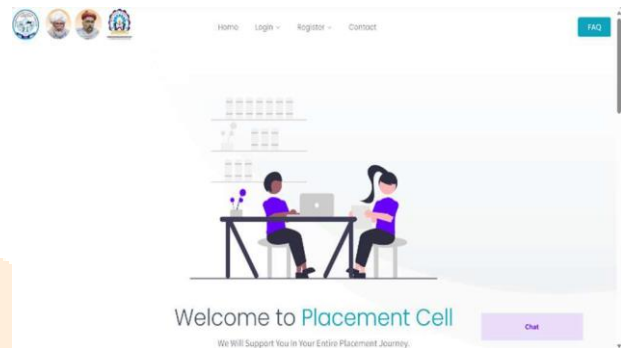 Home Login Register Contact
FAQ
Welcome to Placement Cell
Chat
We Will Support You in Your Entire Placement Journey.